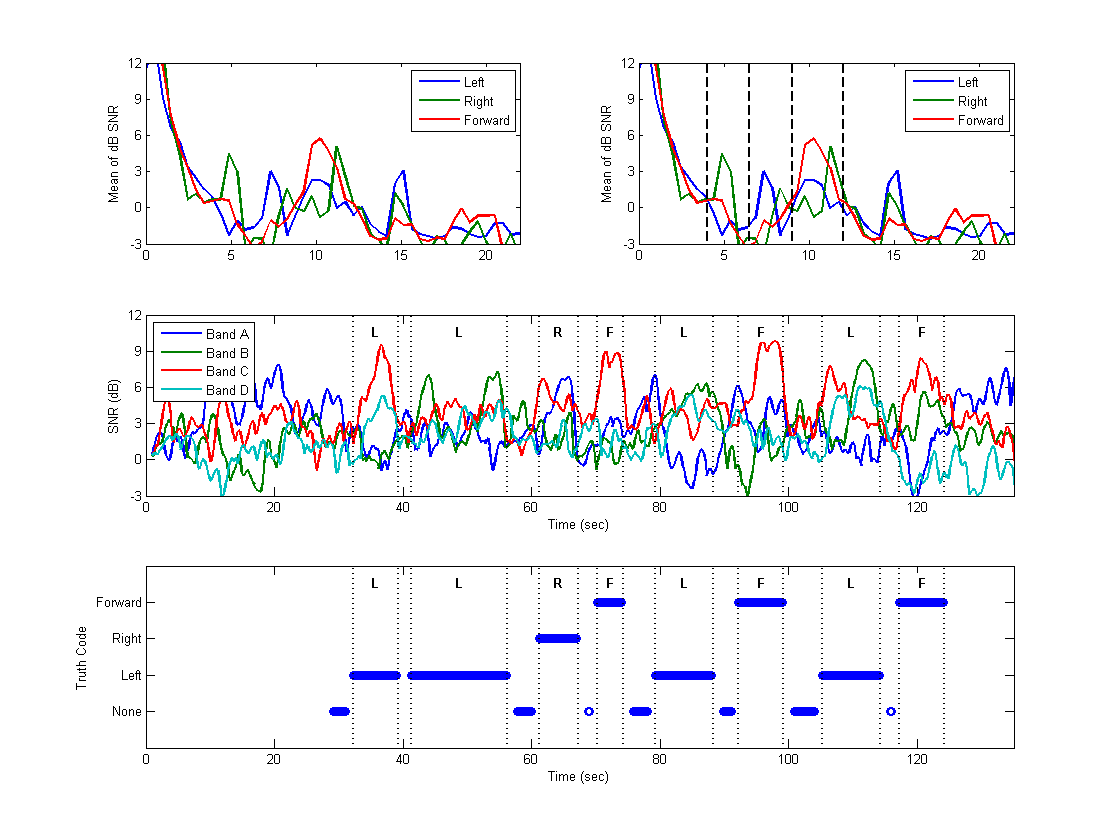 12
9
6
3
0
-3
Mean of dB SNR
0 5 10 15 20
Left
Right
Forward
12
9
6
3
0
-3
Mean of dB SNR
0 5 10 15 20
Left
Right
Forward
12
9
6
3
0
-3
SNR (dB)
Band A
Band B
Band C
Band D
L L R F L F L F
0 20 40 60 80 100 120
Time (sec)
L L R F L F L F
Truth Code
Forward
Right
Left
None
0 20 40 60 80 100 120
Time (sec)